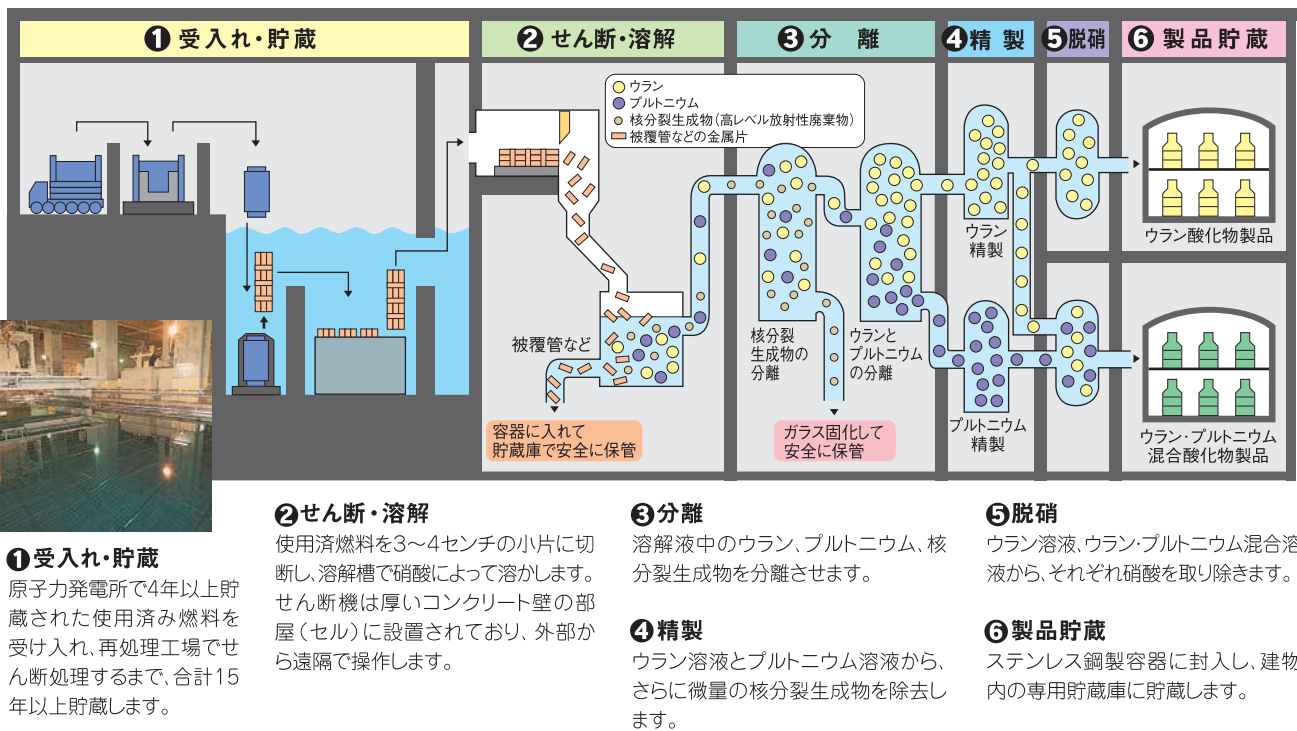 ❶受入れ・貯蔵
❷せん断・溶解
❸分離
❹精製
❺脱硝
❻製品貯蔵
ウラン
プルトニウム
核分裂生成物(高レベル放射性廃棄物)
被覆管などの金属片
被覆管など
容器に入れて
貯蔵庫で安全に保管
核分裂
生成物の
分離
ウランと
プルトニウム
の分離
ガラス固化して
安全に保管
ウラン
精製
プルトニウム
精製
ウラン酸化物製品
ウラン・プルトニウム
混合酸化物製品
❶受入れ・貯蔵
原子力発電所で4年以上貯
蔵された使用済み燃料を
受け入れ、再処理工場でせ
ん断処理するまで、合計15
年以上貯蔵します。
❷せん断・溶解
使用済燃料を3〜4センチの小片に切
断し、溶解槽で硝酸によって溶かします。
せん断機は厚いコンクリート壁の部
屋(セル)に設置されており、外部か
ら遠隔で操作します。
❸分離
溶解液中のウラン、プルトニウム、核
分裂生成物を分離させます。
❹精製
ウラン溶液とプルトニウム溶液から、
さらに微量の核分裂生成物を除去し
ます。
❺脱硝
ウラン溶液、ウラン・プルトニウム混合溶
液から、それぞれ硝酸を取り除きます。
❻製品貯蔵
ステンレス鋼製容器に封入し、建物
内の専用貯蔵庫に貯蔵します。